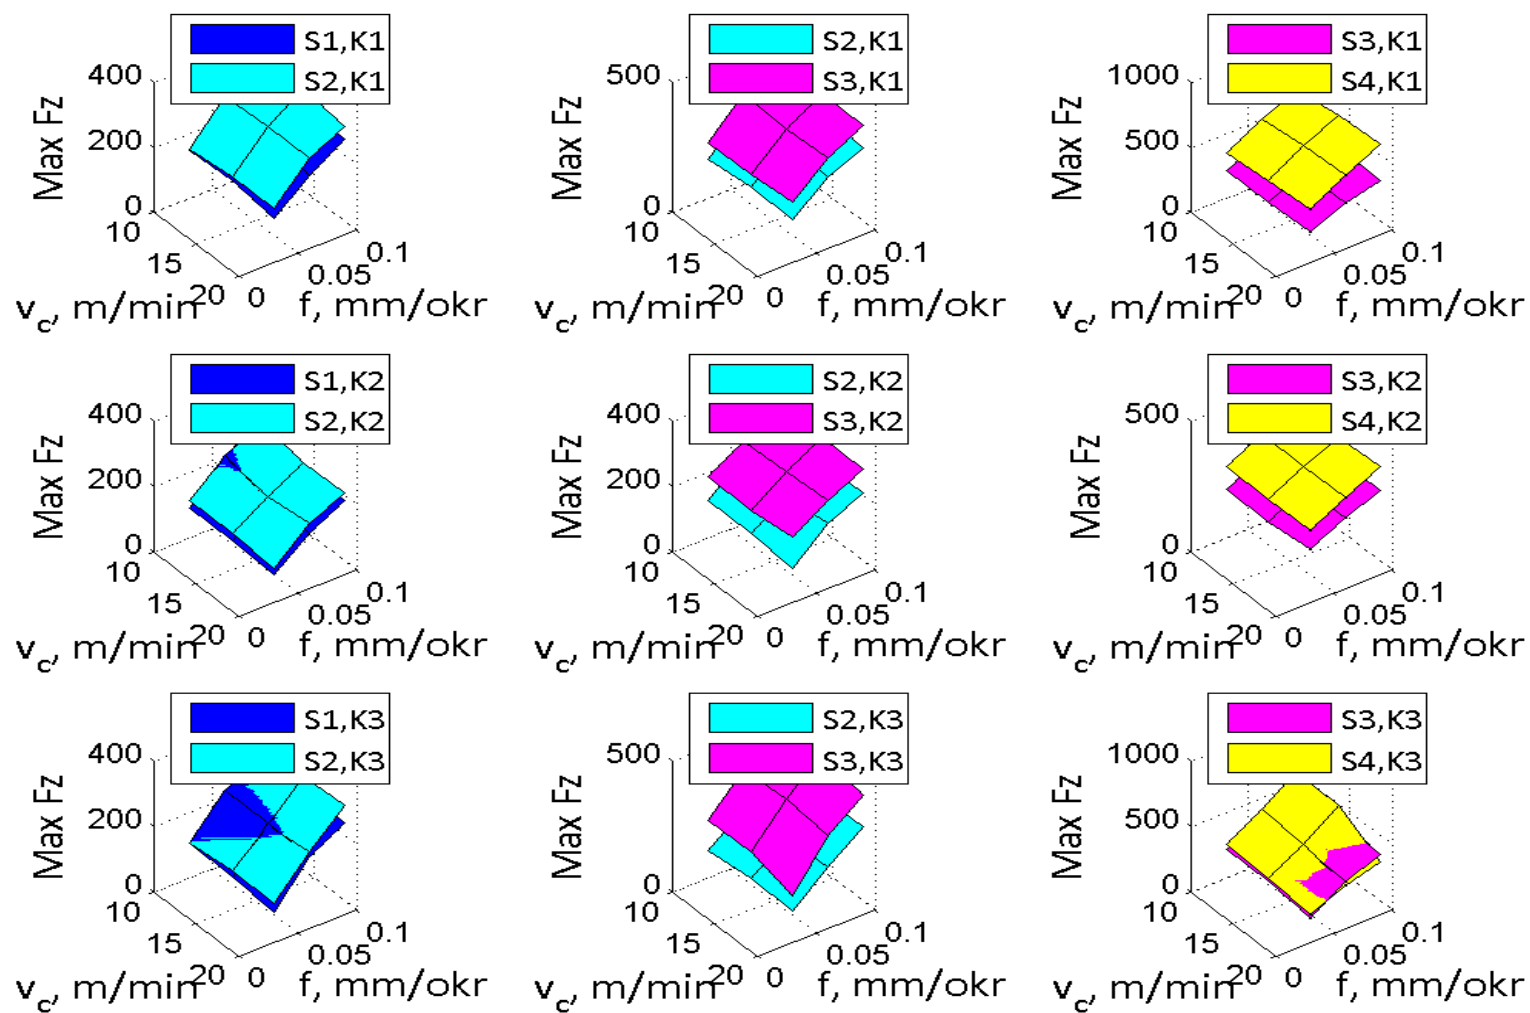 S1,K1
S2,K1
400
200
0
Max Fz
10
15
20
0
0.05
0.1
v_c, m/min
f, mm/okr
S2,K1
S3,K1
500
0
Max Fz
10
15
20
0
0.05
0.1
v_c, m/min
f, mm/okr
S3,K1
S4,K1
1000
500
0
Max Fz
10
15
20
0
0.05
0.1
v_c, m/min
f, mm/okr
S1,K2
S2,K2
400
200
0
Max Fz
10
15
20
0
0.05
0.1
v_c, m/min
f, mm/okr
S2,K2
S3,K2
400
200
0
Max Fz
10
15
20
0
0.05
0.1
v_c, m/min
f, mm/okr
S3,K2
S4,K2
500
0
Max Fz
10
15
20
0
0.05
0.1
v_c, m/min
f, mm/okr
S1,K3
S2,K3
400
200
0
Max Fz
10
15
20
0
0.05
0.1
v_c, m/min
f, mm/okr
S2,K3
S3,K3
500
0
Max Fz
10
15
20
0
0.05
0.1
v_c, m/min
f, mm/okr
S3,K3
S4,K3
1000
500
0
Max Fz
10
15
20
0
0.05
0.1
v_c, m/min
f, mm/okr